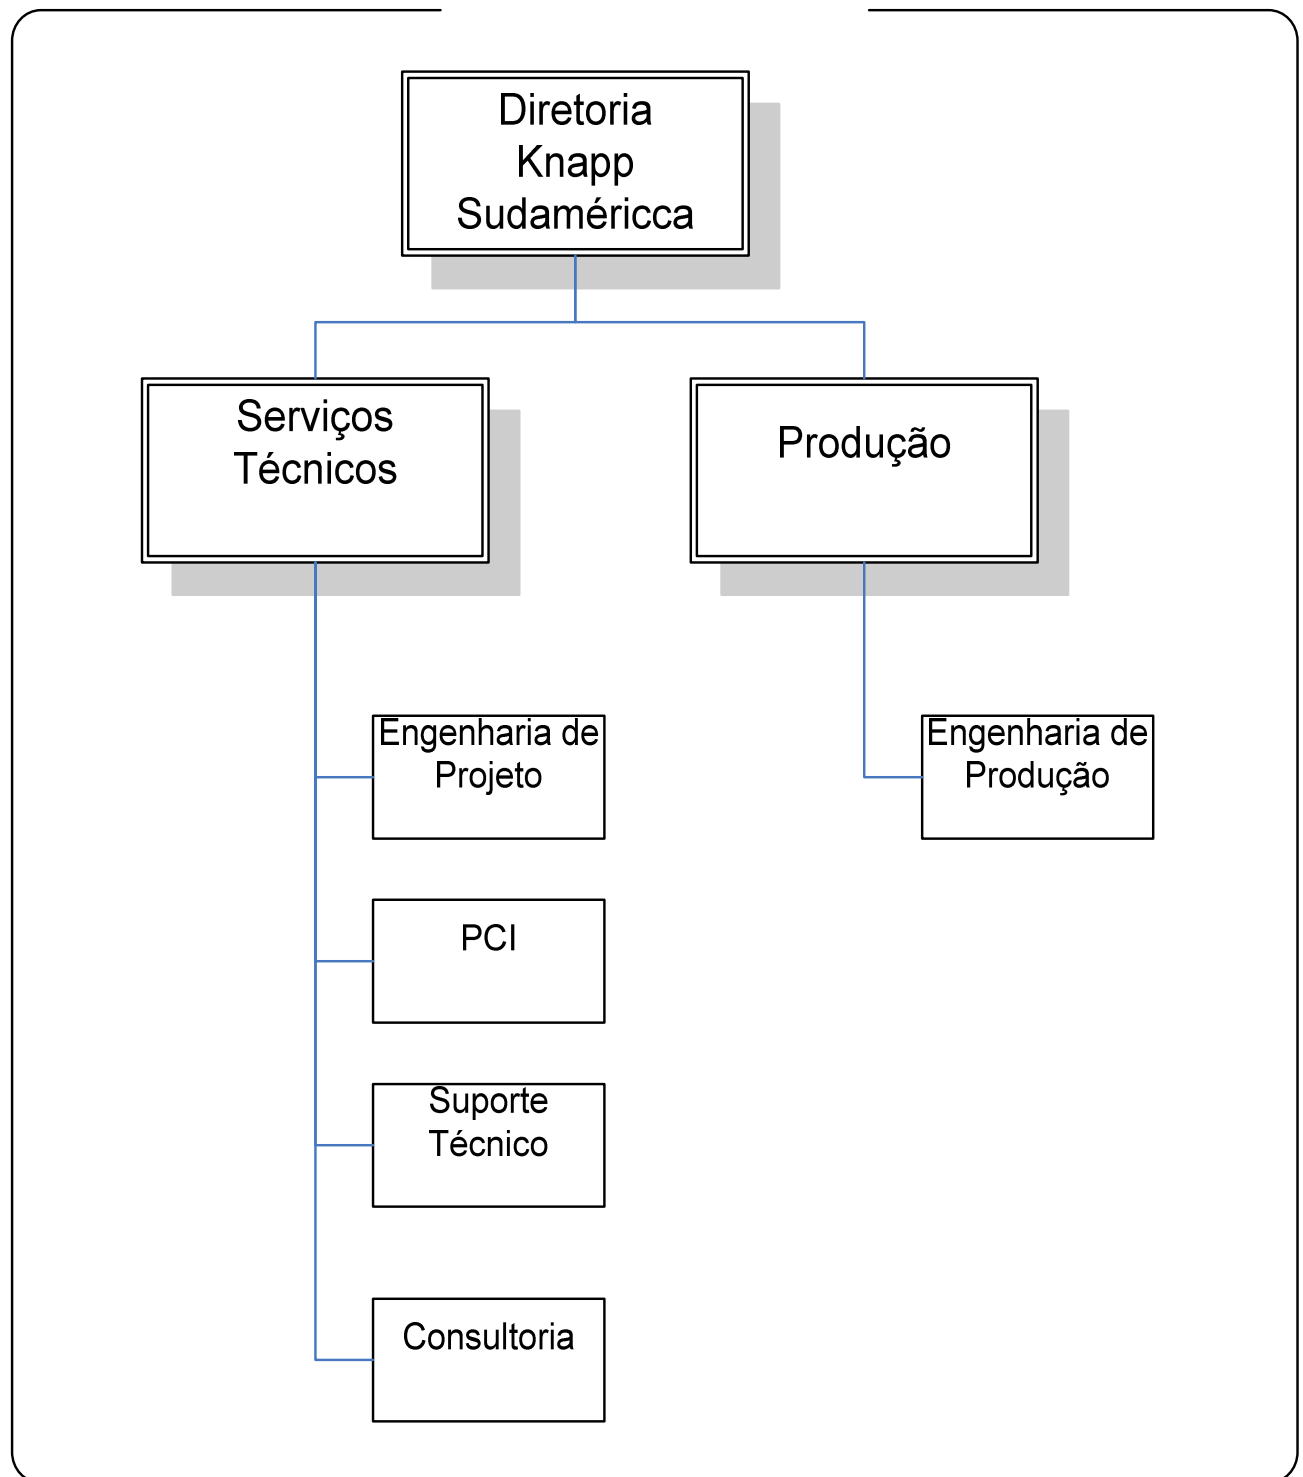 Diretoria
Knapp
Sudaméricca
Serviços
Técnicos
Produção
Engenharia de
Projeto
Engenharia de
Produção
PCI
Suporte
Técnico
Consultoria